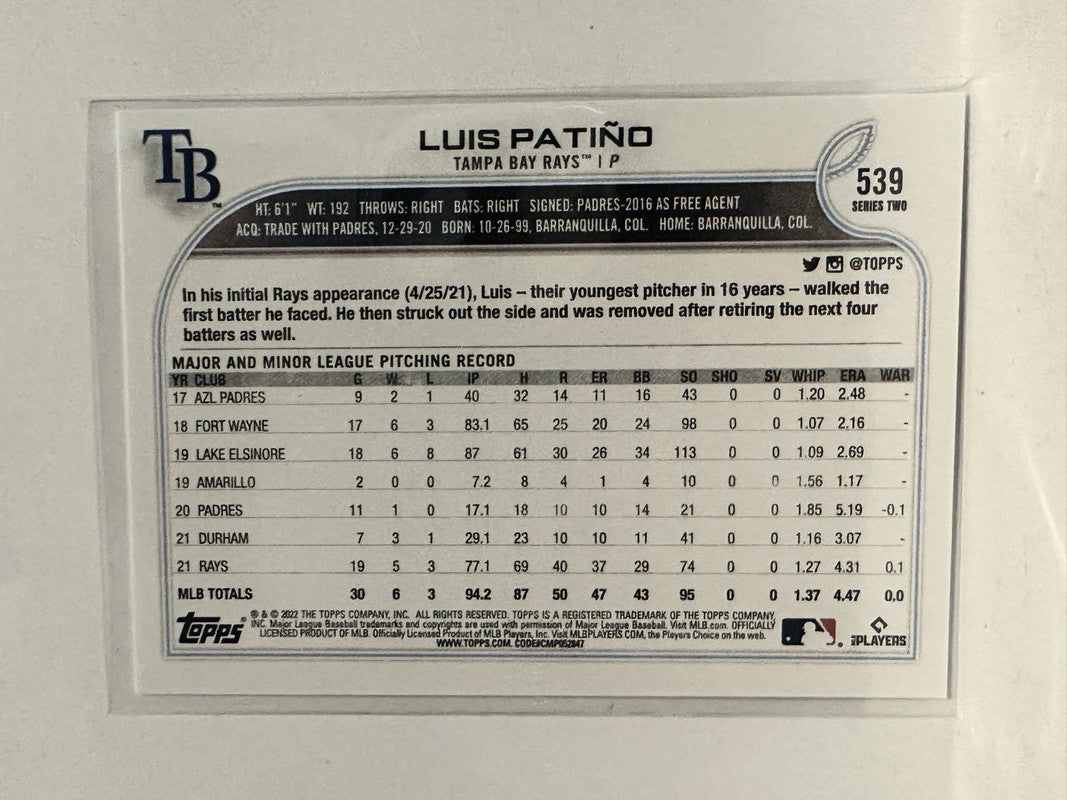 TB™
LUIS PATIÑO
TAMPA BAY RAYS™ | P
539
SERIES TWO
HT: 6'1" WT: 192 THROWS: RIGHT BATS: RIGHT SIGNED: PADRES-2016 AS FREE AGENT
ACQ: TRADE WITH PADRES, 12-29-20 BORN: 10-26-99, BARRANQUILLA, COL. HOME: BARRANQUILLA, COL.
@TOPPS
In his initial Rays appearance (4/25/21), Luis – their youngest pitcher in 16 years – walked the
first batter he faced. He then struck out the side and was removed after retiring the next four
batters as well.
MAJOR AND MINOR LEAGUE PITCHING RECORD
YR CLUB G W L IP H R ER BB SO SHO SV WHIP ERA WAR
17 AZL PADRES 9 2 1 40 32 14 11 16 43 0 0 1.20 2.48 -
18 FORT WAYNE 17 6 3 83.1 65 25 20 24 98 0 0 1.07 2.16 -
19 LAKE ELSINORE 18 6 8 87 61 30 26 34 113 0 0 1.09 2.69 -
19 AMARILLO 2 0 0 7.2 8 4 1 4 10 0 0 1.56 1.17 -
20 PADRES 11 1 0 17.1 18 10 10 14 21 0 0 1.85 5.19 -0.1
21 DURHAM 7 3 1 29.1 23 10 10 11 41 0 0 1.16 3.07 -
21 RAYS 19 5 3 77.1 69 40 37 29 74 0 0 1.27 4.31 0.1
MLB TOTALS 30 6 3 94.2 87 50 47 43 95 0 0 1.37 4.47 0.0
Topps®
® & © 2022 THE TOPPS COMPANY, INC. ALL RIGHTS RESERVED. TOPPS IS A REGISTERED TRADEMARK OF THE TOPPS COMPANY,
INC. Major League Baseball trademarks and copyrights are used with permission of Major League Baseball. Visit MLB.com. OFFICIALLY
LICENSED PRODUCT OF MLB. Officially Licensed Product of MLB Players, Inc. Visit MLBPLAYERS.COM, the Players Choice on the web.
WWW.TOPPS.COM. CODE#CMP052847
MLB PLAYERS